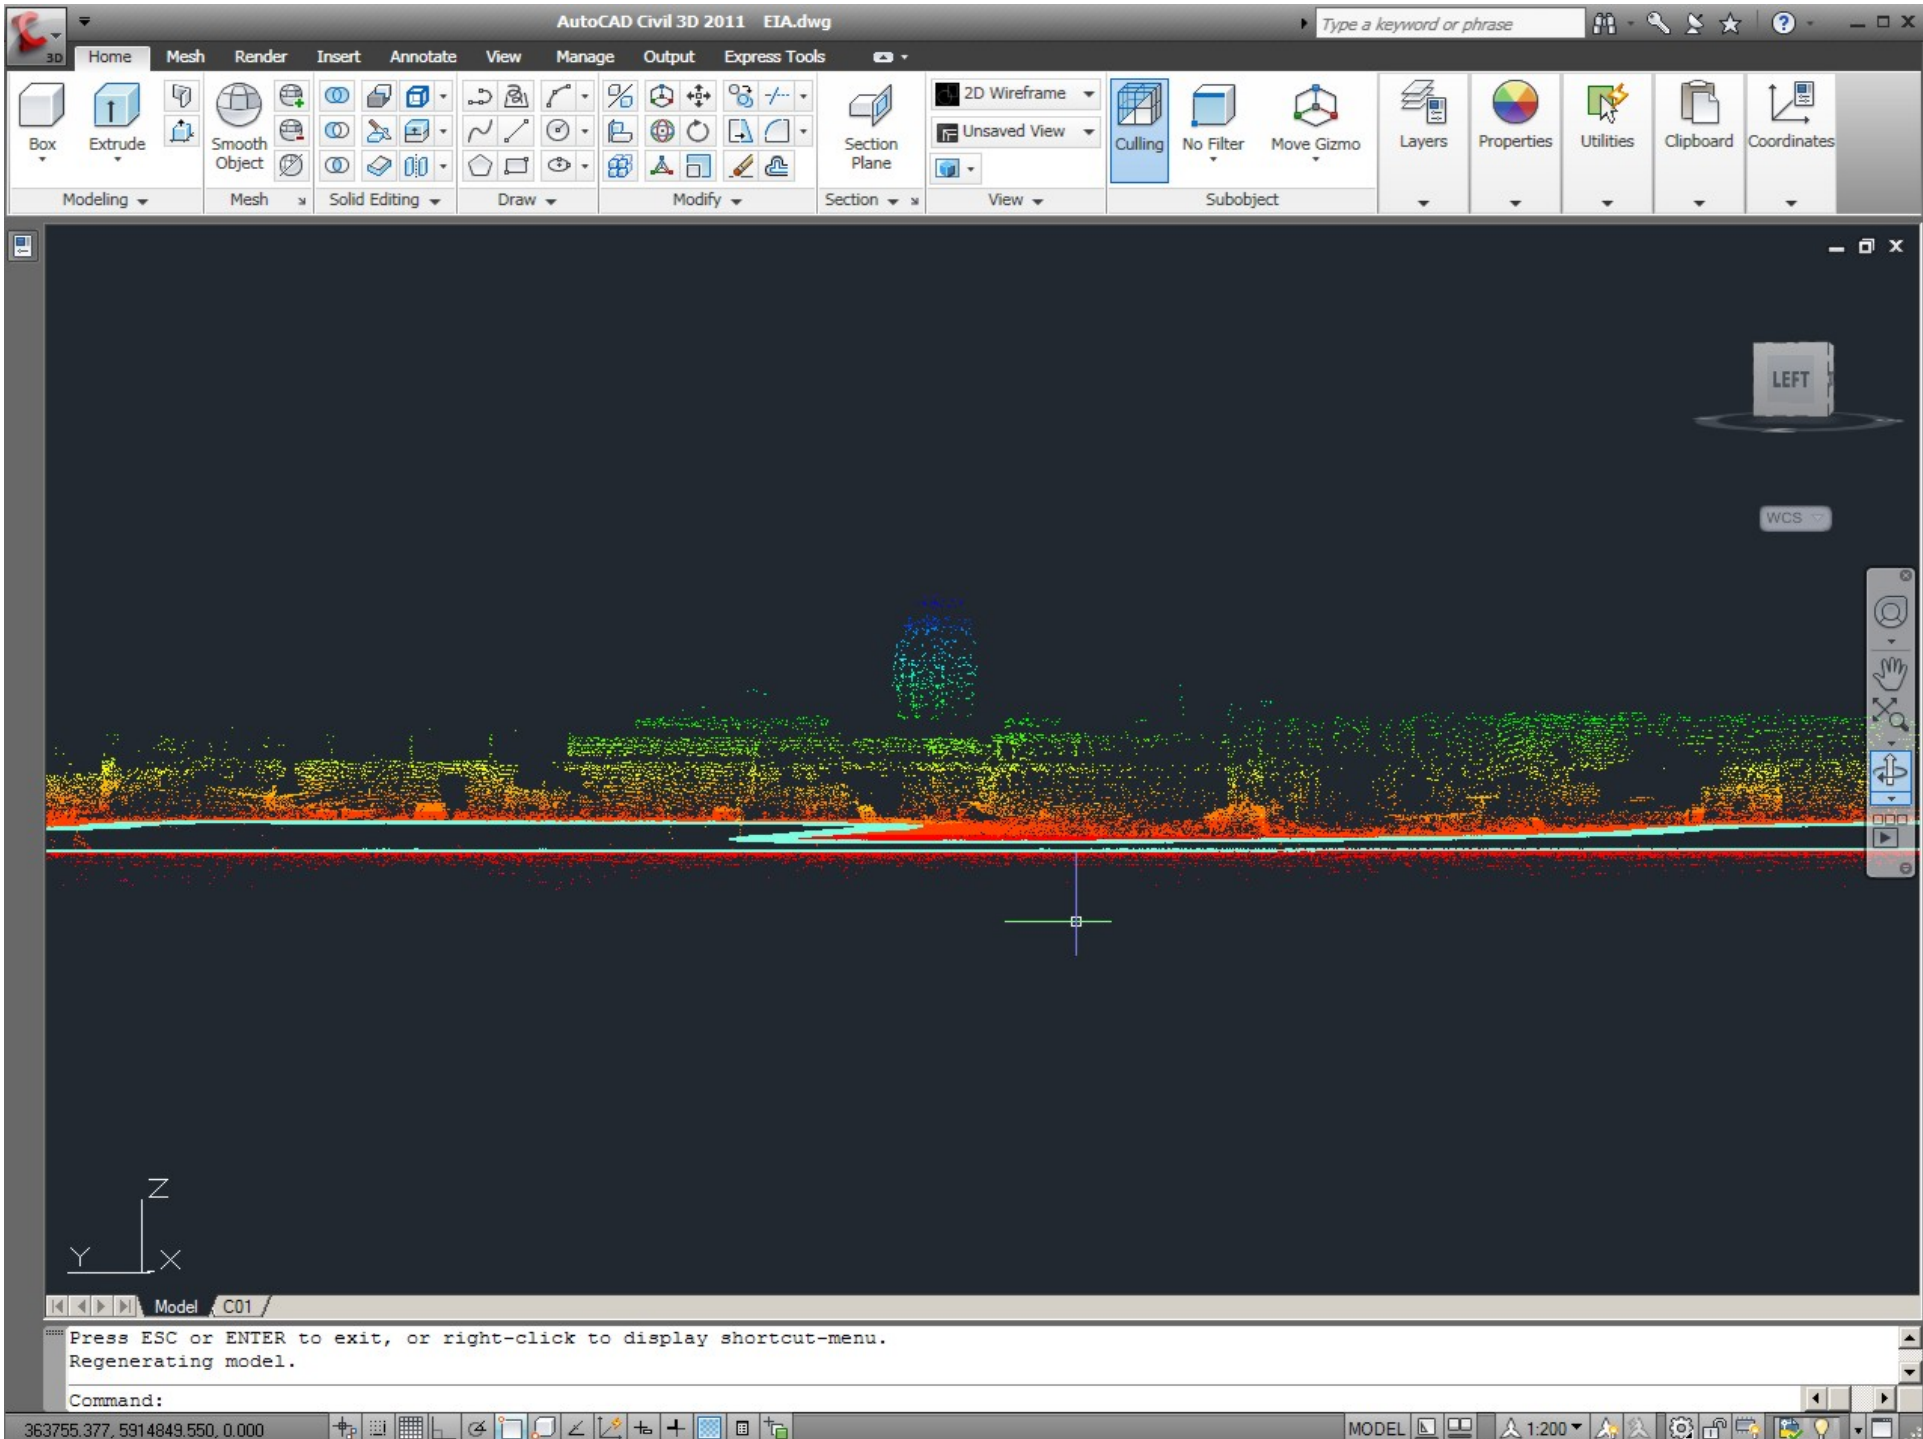 AutoCAD Civil 3D 2011 EIA.dwg
Type a keyword or phrase
3D
Home Mesh Render Insert Annotate View Manage Output Express Tools
2D Wireframe
Unsaved View
Box Extrude Smooth Object Section Plane Culling No Filter Move Gizmo Layers Properties Utilities Clipboard Coordinates
Modeling Mesh Solid Editing Draw Modify Section View Subobject
LEFT
WCS
Z
Y X
Model C01
Press ESC or ENTER to exit, or right-click to display shortcut-menu.
Regenerating model.
Command:
363755.377, 5914849.550, 0.000 MODEL 1:200